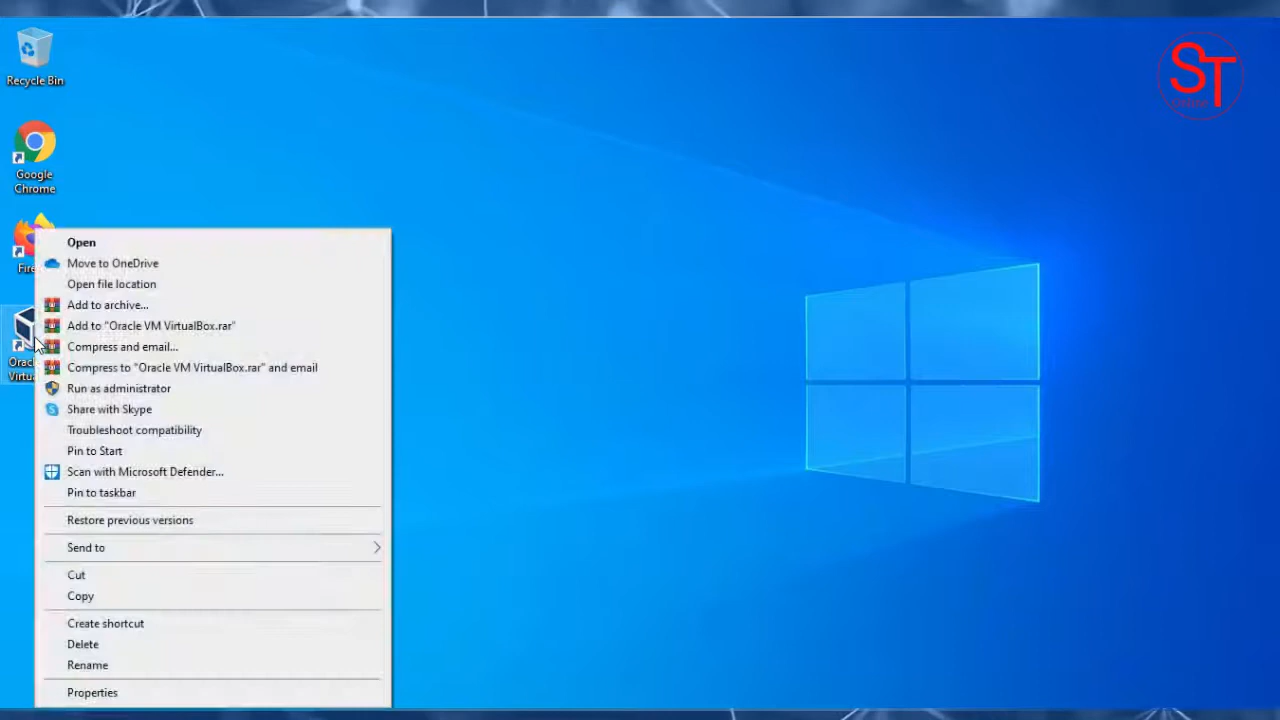 Recycle Bin
Google
Chrome
Fire
Orac
Virtua
Open
Move to OneDrive
Open file location
Add to archive...
Add to "Oracle VM VirtualBox.rar"
Compress and email...
Compress to "Oracle VM VirtualBox.rar" and email
Run as administrator
Share with Skype
Troubleshoot compatibility
Pin to Start
Scan with Microsoft Defender...
Pin to taskbar
Restore previous versions
Send to
Cut
Copy
Create shortcut
Delete
Rename
Properties
ST